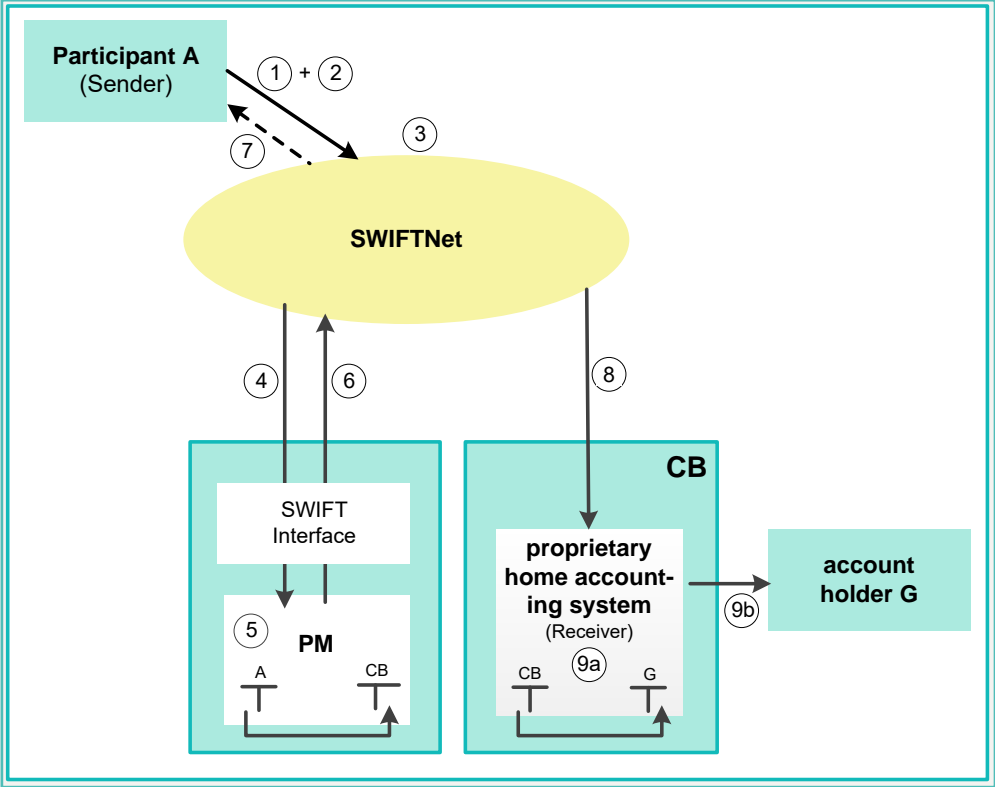 Participant A
(Sender)
1 + 2
3
7
SWIFTNet
4
6
8
CB
SWIFT
Interface
proprietary
home account-
ing system
(Receiver)
account
holder G
9b
5
PM
9a
A
CB
CB
G